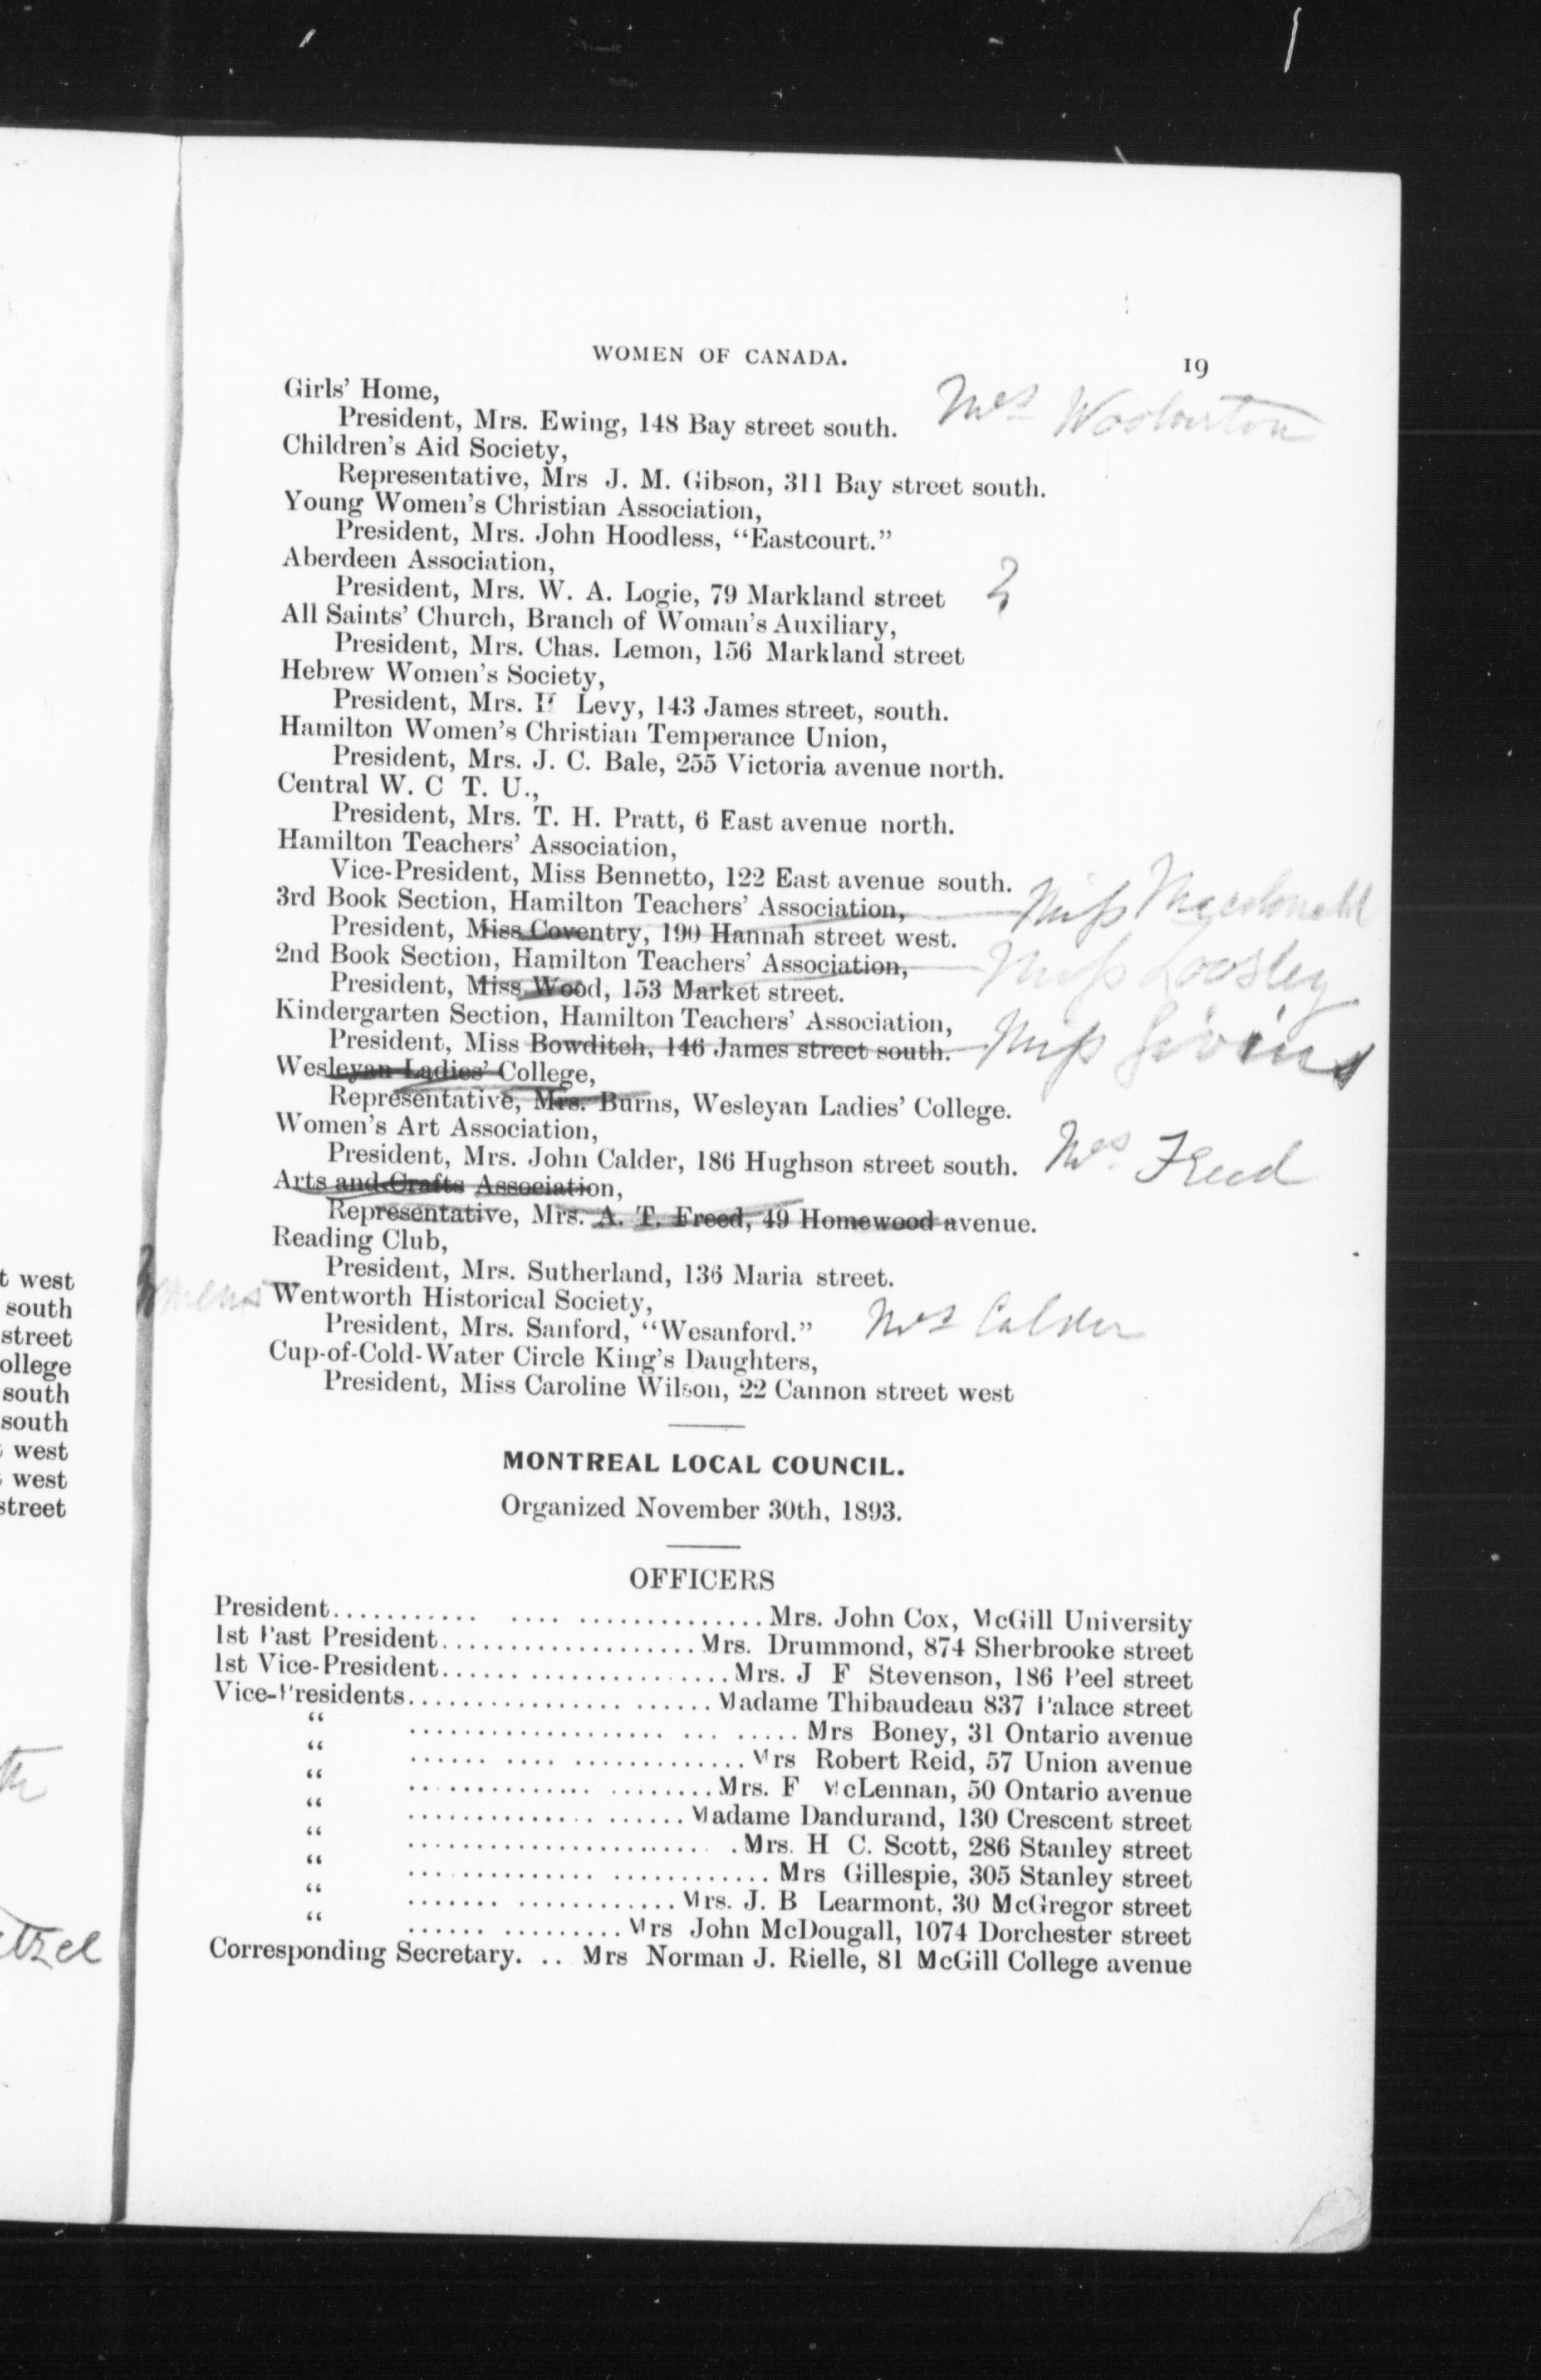 WOMEN OF CANADA.
19
Girls' Home,
President, Mrs. Ewing, 148 Bay street south. Mrs
Children's Aid Society,
Representative, Mrs J. M. Gibson, 311 Bay street south.
Young Women's Christian Association,
President, Mrs. John Hoodless, "Eastcourt."
Aberdeen Association,
President, Mrs. W. A. Logie, 79 Markland street
All Saints' Church, Branch of Woman's Auxiliary,
President, Mrs. Chas. Lemon, 156 Markland street
Hebrew Women's Society,
President, Mrs. Levy, 143 James street, south.
Hamilton Women's Christian Temperance Union,
President, Mrs. J. C. Bale, 255 Victoria avenue north.
Central W. C T. U.,
President, Mrs. T. H. Pratt, 6 East avenue north.
Hamilton Teachers' Association,
Vice-President, Miss Bennetto, 122 East avenue south.
3rd Book Section, Hamilton Teachers' Association, Miss Macdonald
President, Miss Coventry, 190 Hannah street west.
2nd Book Section, Hamilton Teachers' Association, Miss Loosley
President, Miss Wood, 153 Market street.
Kindergarten Section, Hamilton Teachers' Association,
President, Miss Bowditch, 146 James street south. Miss Givins
Wesleyan Ladies' College,
Representative, Mrs. Burns, Wesleyan Ladies' College.
Women's Art Association,
President, Mrs. John Calder, 186 Hughson street south. Mrs. Freed
Arts and Crafts Association,
Representative, Mrs. A. T. Freed, 49 Homewood avenue.
Reading Club,
President, Mrs. Sutherland, 136 Maria street.
Womens Wentworth Historical Society,
President, Mrs. Sanford, "Wesanford." Mrs Calder
Cup-of-Cold-Water Circle King's Daughters,
President, Miss Caroline Wilson, 22 Cannon street west
MONTREAL LOCAL COUNCIL.
Organized November 30th, 1893.
OFFICERS
President........... .... ...............Mrs. John Cox, McGill University
1st Past President....................Mrs. Drummond, 874 Sherbrooke street
1st Vice-President.......................Mrs. J F Stevenson, 186 Peel street
Vice-Presidents................. ......Madame Thibaudeau 837 Palace street
" ................... ... .....Mrs Boney, 31 Ontario avenue
" ...... .... .............Mrs Robert Reid, 57 Union avenue
" .............. ........Mrs. F McLennan, 50 Ontario avenue
" ............. ......Madame Dandurand, 130 Crescent street
" ....................... .Mrs. H C. Scott, 286 Stanley street
" .............. ............Mrs Gillespie, 305 Stanley street
" ....... ............Mrs. J. B Learmont, 30 McGregor street
" ...... .........Mrs John McDougall, 1074 Dorchester street
Corresponding Secretary. .. Mrs Norman J. Rielle, 81 McGill College avenue
t west
south
street
ollege
south
south
west
west
street